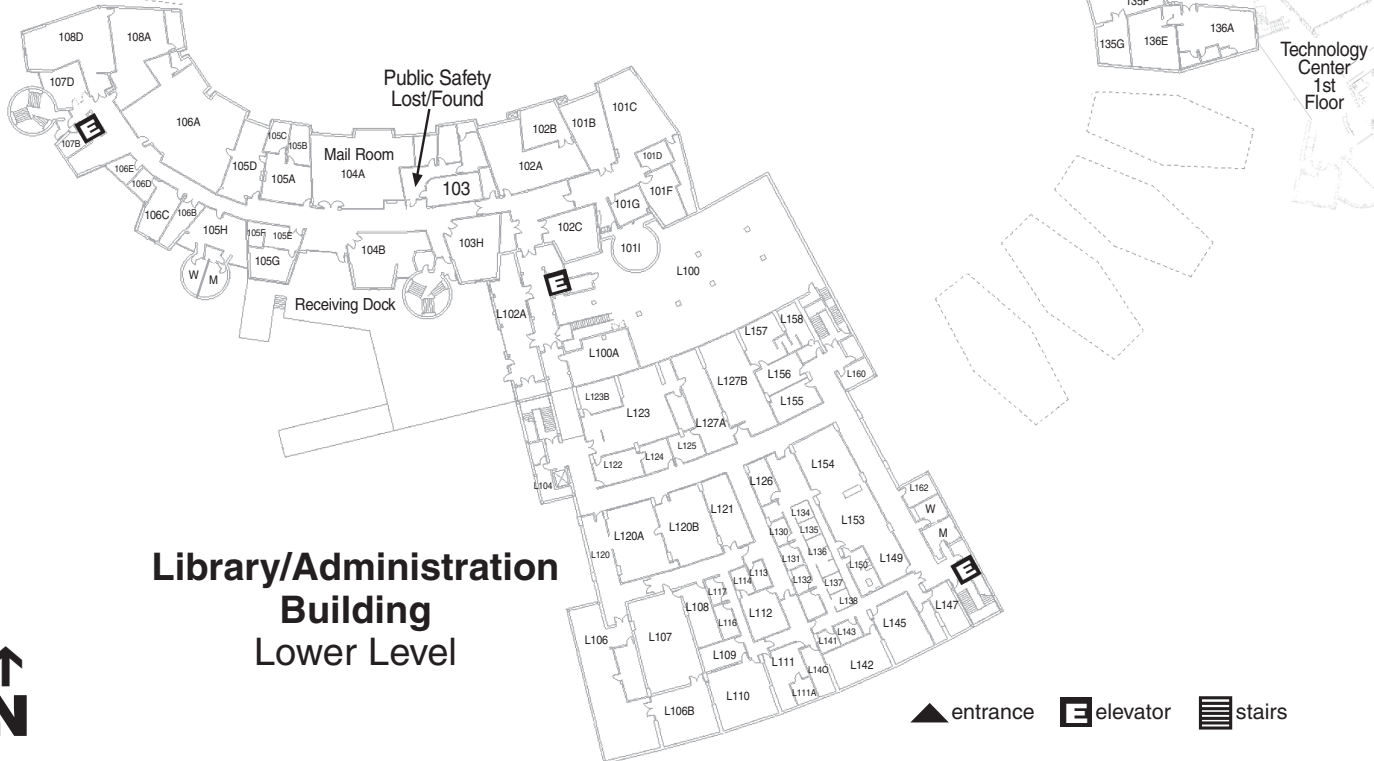 135F
108D
108A
136A
135G
136E
Technology
Center
1st
Floor
107D
Public Safety
Lost/Found
101C
106A
102B
101B
E
107B
105C
105B
Mail Room
104A
102A
101D
106E
106D
105D
105A
103
101F
101G
106C
106B
105H
105F
105E
105G
104B
103H
102C
101I
W
M
Receiving Dock
E
L100
L102A
L100A
L157
L158
L156
L160
L127B
L155
L123B
L123
L127A
L125
L124
L122
L104
L126
L154
L162
W
M
E
L121
L120B
L120A
L120
L134
L135
L130
L136
L131
L132
L137
L138
L153
L150
L149
L147
L145
Library/Administration
Building
Lower Level
L113
L114
L117
L116
L108
L112
L106
L107
L109
L111
L141
L143
L140
L142
L111A
L110
L106B
N
entrance
E elevator
stairs